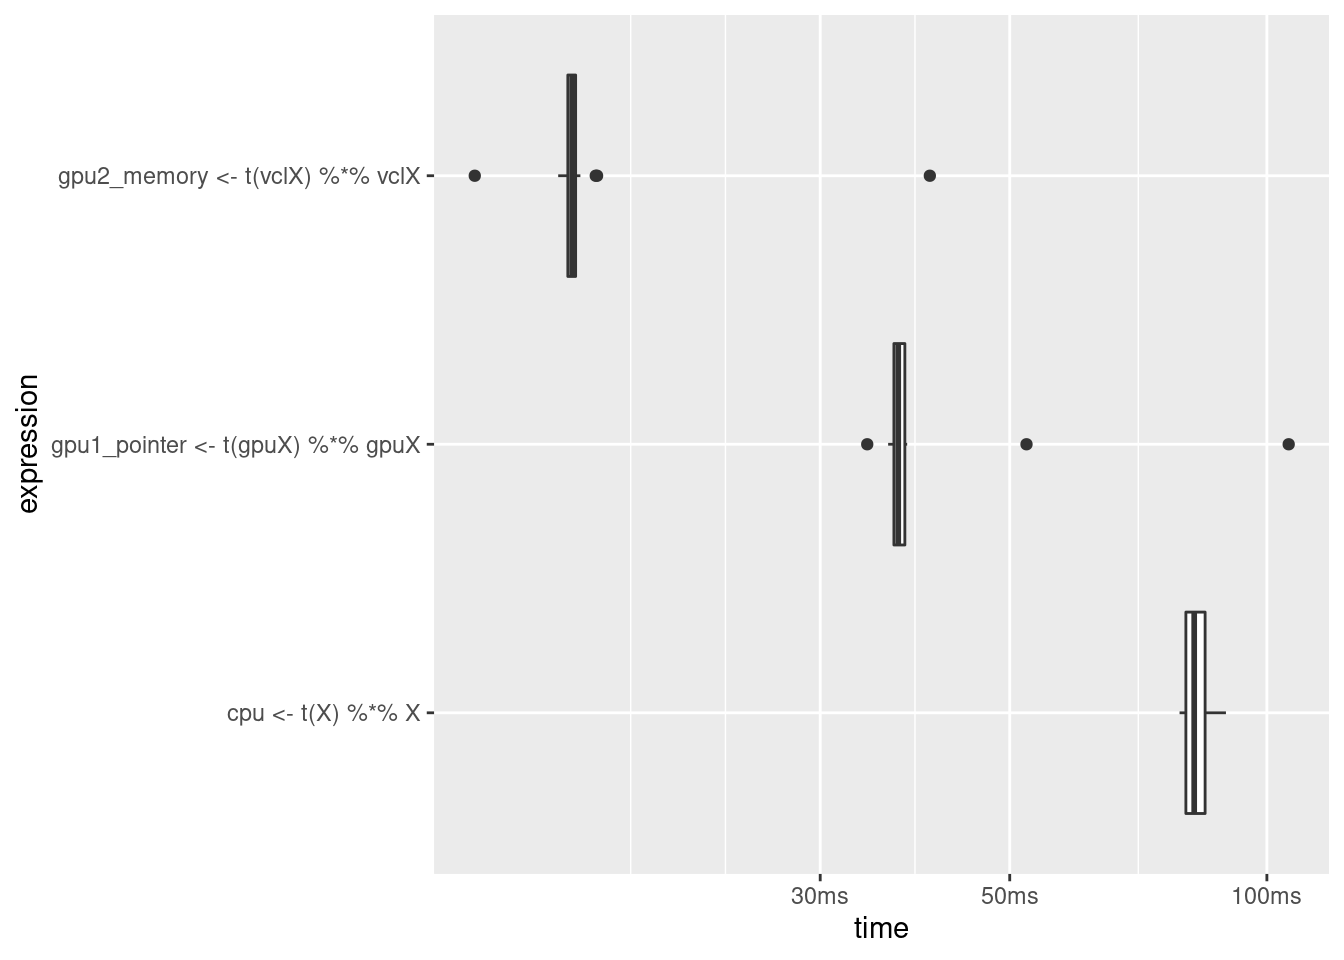 expression
gpu2_memory <- t(vclX) %*% vclX
gpu1_pointer <- t(gpuX) %*% gpuX
cpu <- t(X) %*% X
30ms 50ms 100ms
time